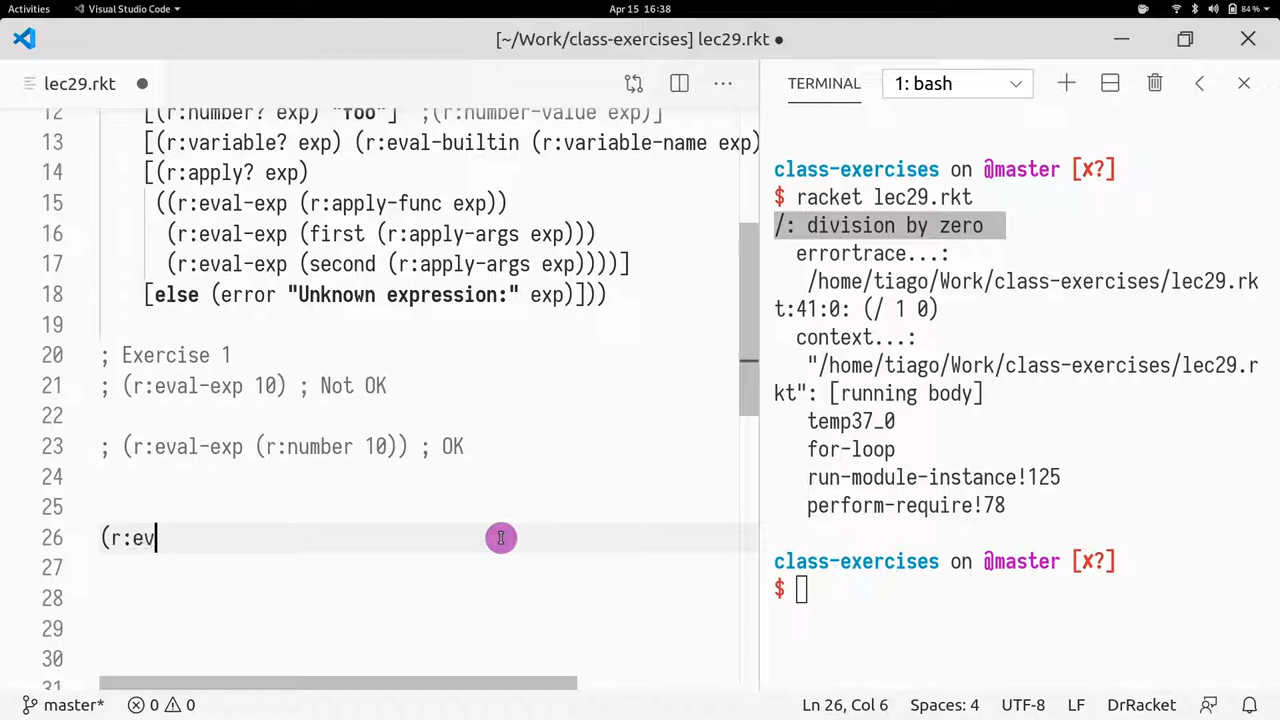 Activities
Visual Studio Code
Apr 15 16:38
84 %
[~/Work/class-exercises] lec29.rkt ●
lec29.rkt
12 [(r:number? exp) "foo"] ;(r:number-value exp)]
13 [(r:variable? exp) (r:eval-builtin (r:variable-name exp)
14 [(r:apply? exp)
15 ((r:eval-exp (r:apply-func exp))
16 (r:eval-exp (first (r:apply-args exp)))
17 (r:eval-exp (second (r:apply-args exp))))]
18 [else (error "Unknown expression:" exp)]))
19
20 ; Exercise 1
21 ; (r:eval-exp 10) ; Not OK
22
23 ; (r:eval-exp (r:number 10)) ; OK
24
25
26 (r:ev
27
28
29
30
31
TERMINAL
1: bash
class-exercises on @master [x?]
$ racket lec29.rkt
/: division by zero
errortrace...:
/home/tiago/Work/class-exercises/lec29.rk
t:41:0: (/ 1 0)
context...:
"/home/tiago/Work/class-exercises/lec29.r
kt": [running body]
temp37_0
for-loop
run-module-instance!125
perform-require!78
class-exercises on @master [x?]
$
master*
0
0
Ln 26, Col 6
Spaces: 4
UTF-8
LF
DrRacket